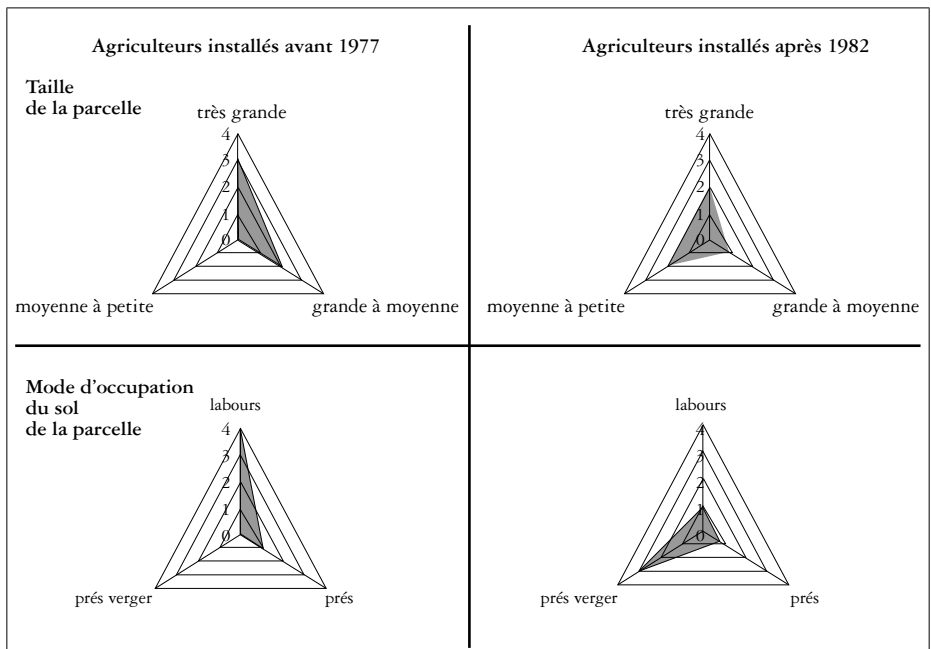 Agriculteurs installés avant 1977
Agriculteurs installés après 1982
Taille
de la parcelle
très grande
4
3
2
1
0
moyenne à petite
grande à moyenne
très grande
4
3
2
1
0
moyenne à petite
grande à moyenne
Mode d'occupation
du sol
de la parcelle
labours
4
3
2
1
0
prés verger
prés
labours
4
3
2
1
0
prés verger
prés